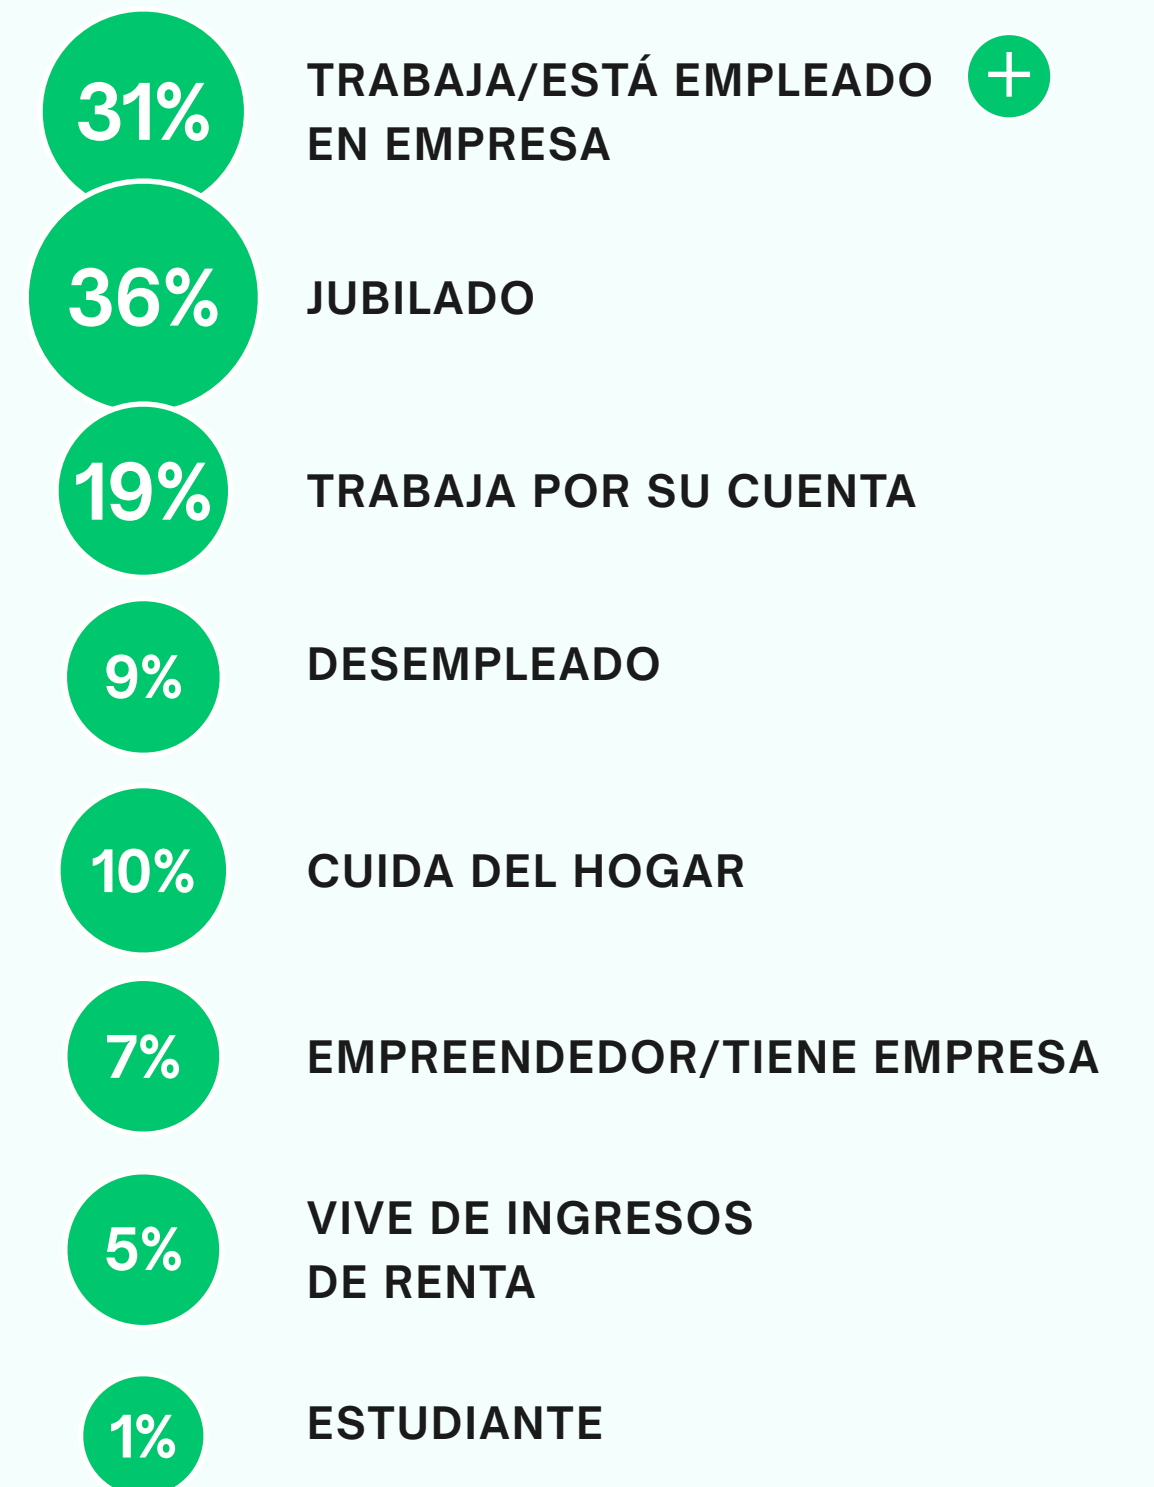 31%
TRABAJA/ESTÁ EMPLEADO
EN EMPRESA
36%
JUBILADO
19%
TRABAJA POR SU CUENTA
9%
DESEMPLEADO
10%
CUIDA DEL HOGAR
7%
EMPREENDEDOR/TIENE EMPRESA
5%
VIVE DE INGRESOS
DE RENTA
1%
ESTUDIANTE